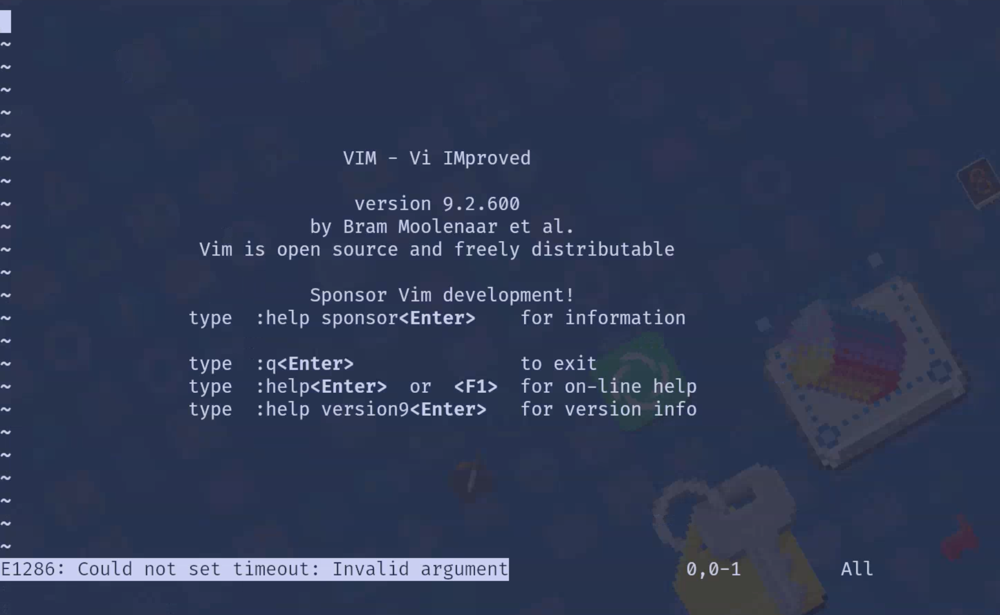 ~
~
~
~
~
~ VIM - Vi IMproved
~
~ version 9.2.600
~ by Bram Moolenaar et al.
~ Vim is open source and freely distributable
~
~ Sponsor Vim development!
~ type :help sponsor<Enter> for information
~
~ type :q<Enter> to exit
~ type :help<Enter> or <F1> for on-line help
~ type :help version9<Enter> for version info
~
~
~
~
~
~
E1286: Could not set timeout: Invalid argument 0,0-1 All